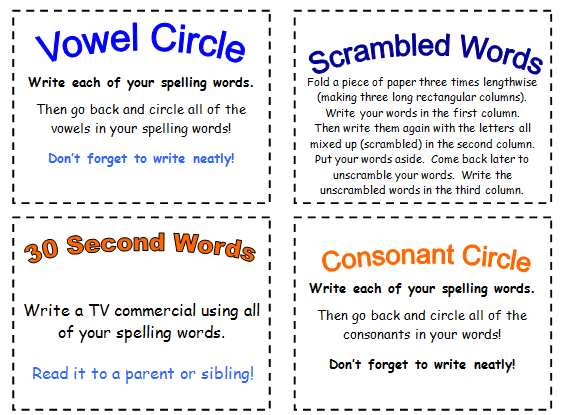 Vowel Circle
Write each of your spelling words.
Then go back and circle all of the
vowels in your spelling words!
Don't forget to write neatly!
Scrambled Words
Fold a piece of paper three times lengthwise
(making three long rectangular columns).
Write your words in the first column.
Then write them again with the letters all
mixed up (scrambled) in the second column.
Put your words aside.  Come back later to
unscramble your words.  Write the
unscrambled words in the third column.
30 Second Words
Write a TV commercial using all
of your spelling words.
Read it to a parent or sibling!
Consonant Circle
Write each of your spelling words.
Then go back and circle all of the
consonants in your words!
Don't forget to write neatly!